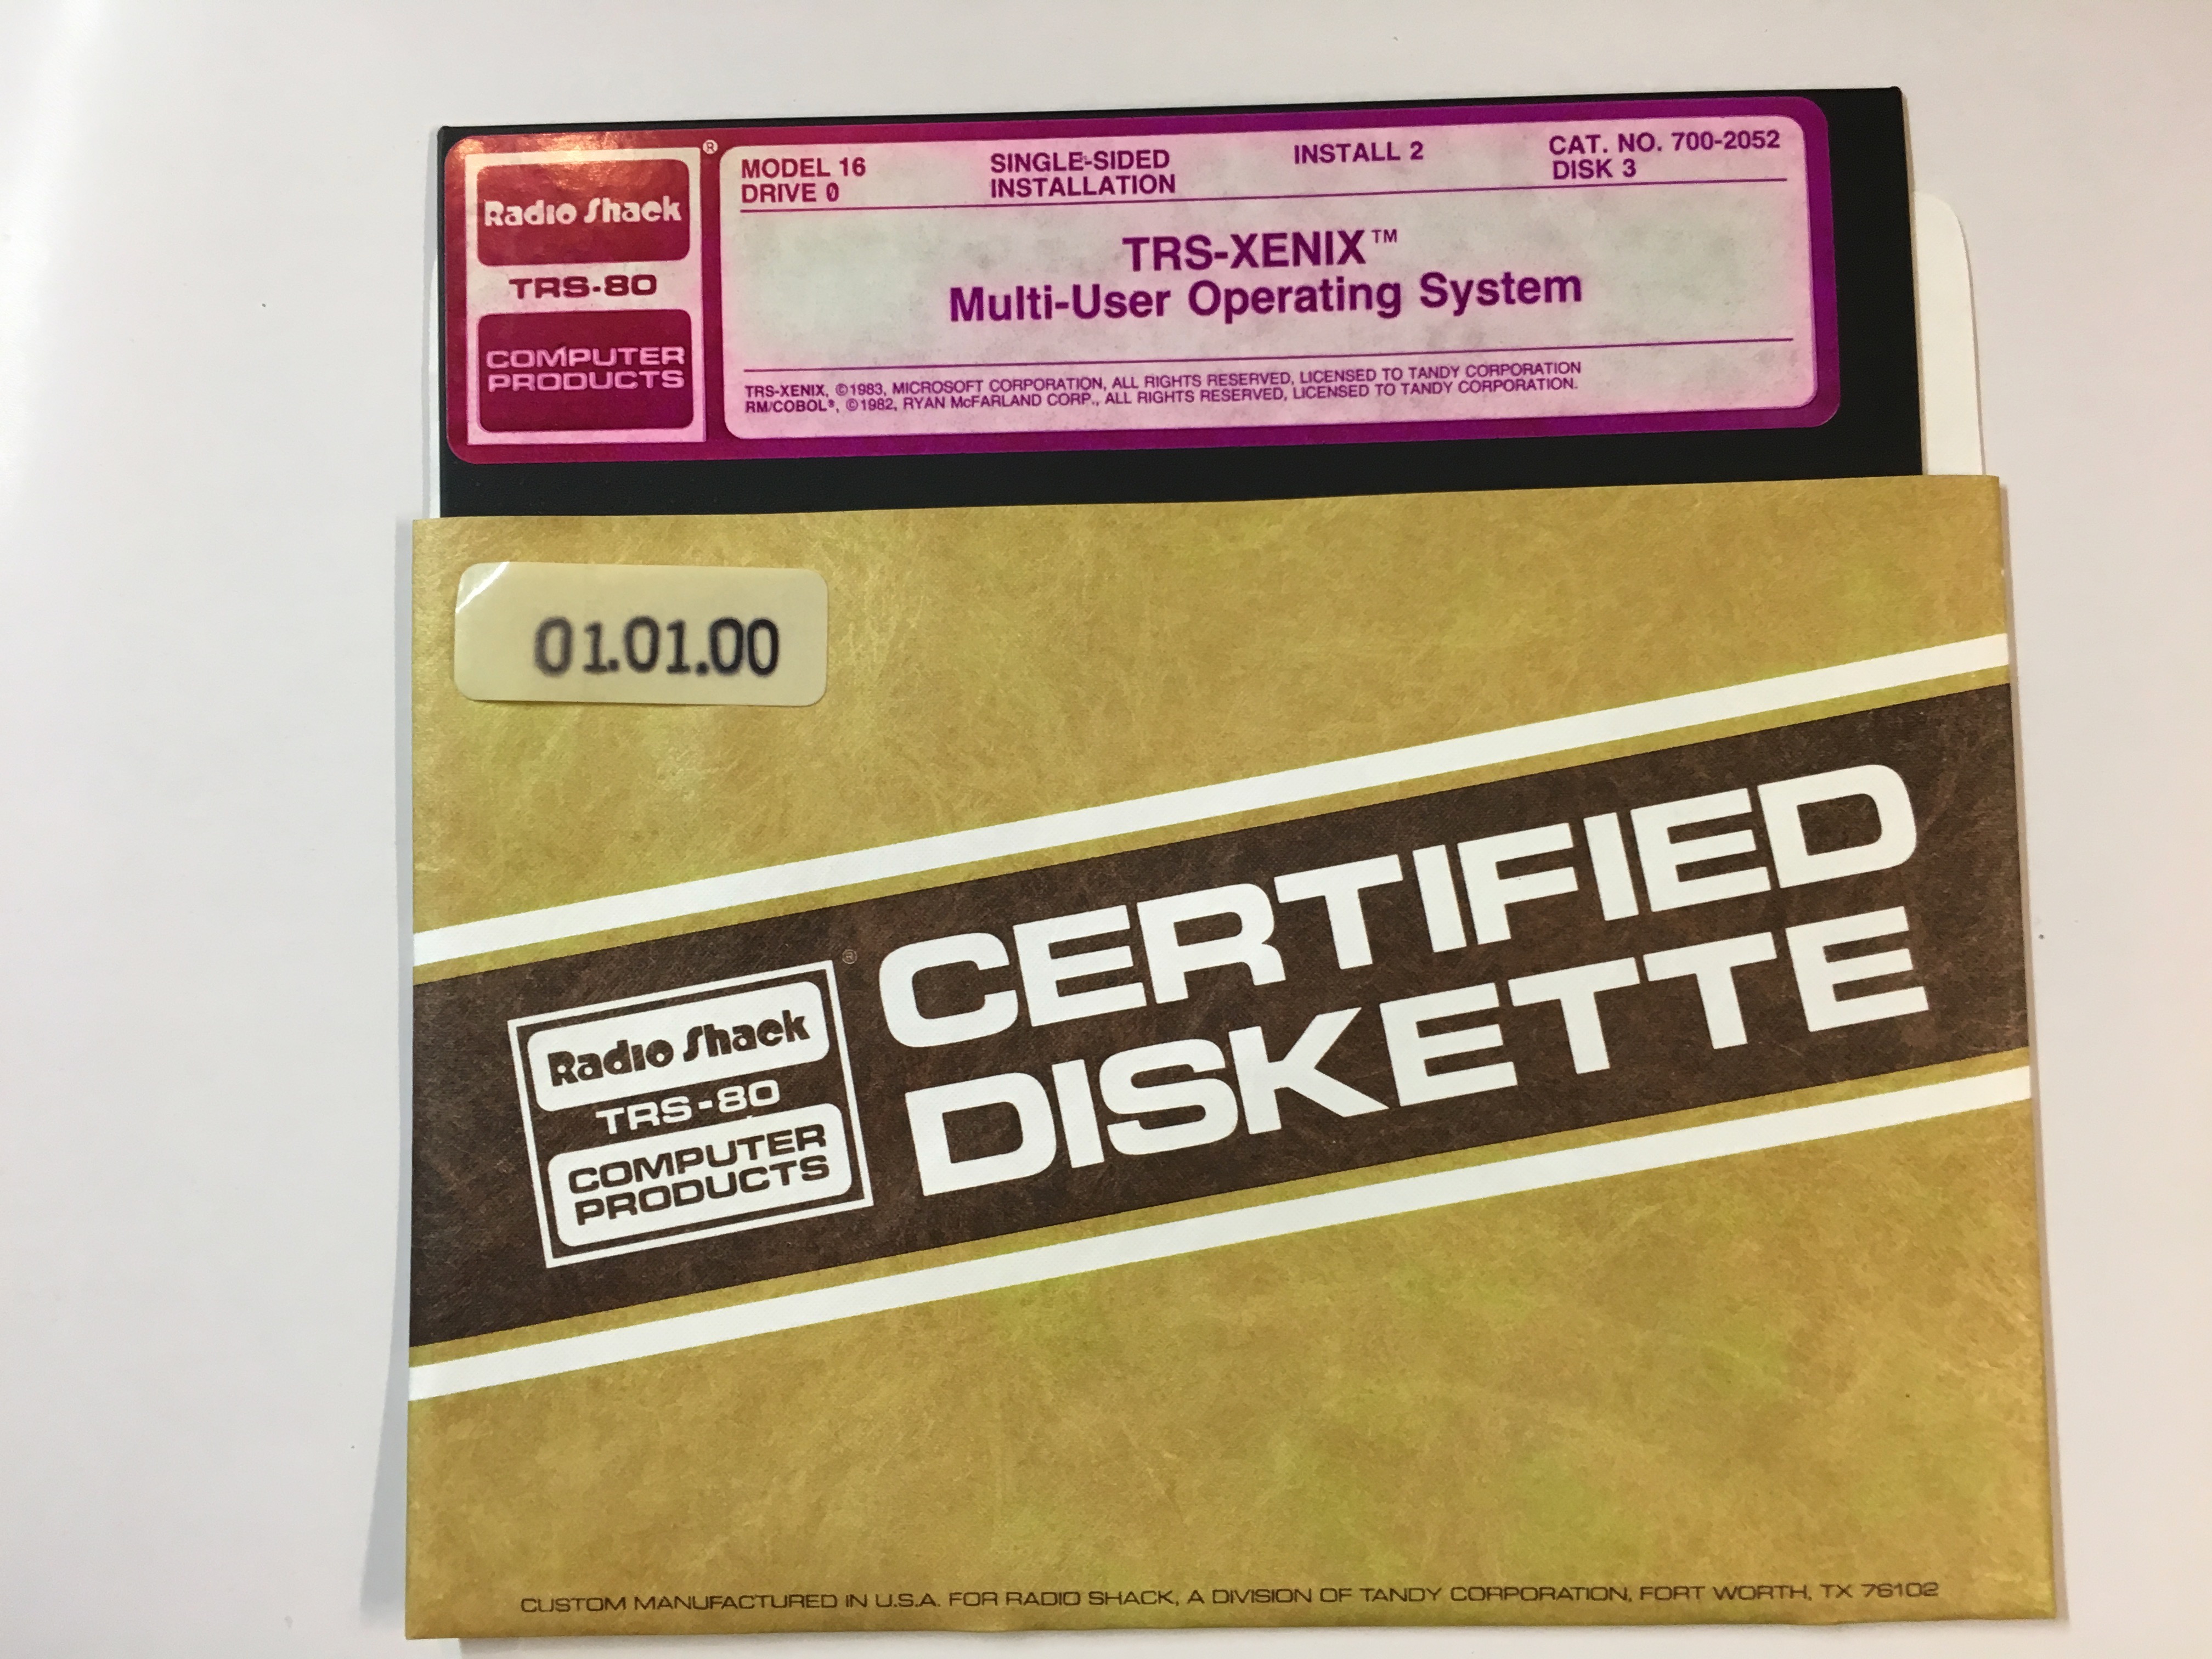 Radio Shack ®
TRS-80
COMPUTER
PRODUCTS
MODEL 16
DRIVE 0
SINGLE-SIDED
INSTALLATION
INSTALL 2
CAT. NO. 700-2052
DISK 3
TRS-XENIX™
Multi-User Operating System
TRS-XENIX, ©1983, MICROSOFT CORPORATION, ALL RIGHTS RESERVED, LICENSED TO TANDY CORPORATION
RM/COBOL®, ©1982, RYAN McFARLAND CORP., ALL RIGHTS RESERVED, LICENSED TO TANDY CORPORATION.
01.01.00
Radio Shack ®
TRS-80
COMPUTER
PRODUCTS
CERTIFIED
DISKETTE
CUSTOM MANUFACTURED IN U.S.A. FOR RADIO SHACK, A DIVISION OF TANDY CORPORATION, FORT WORTH, TX 76102